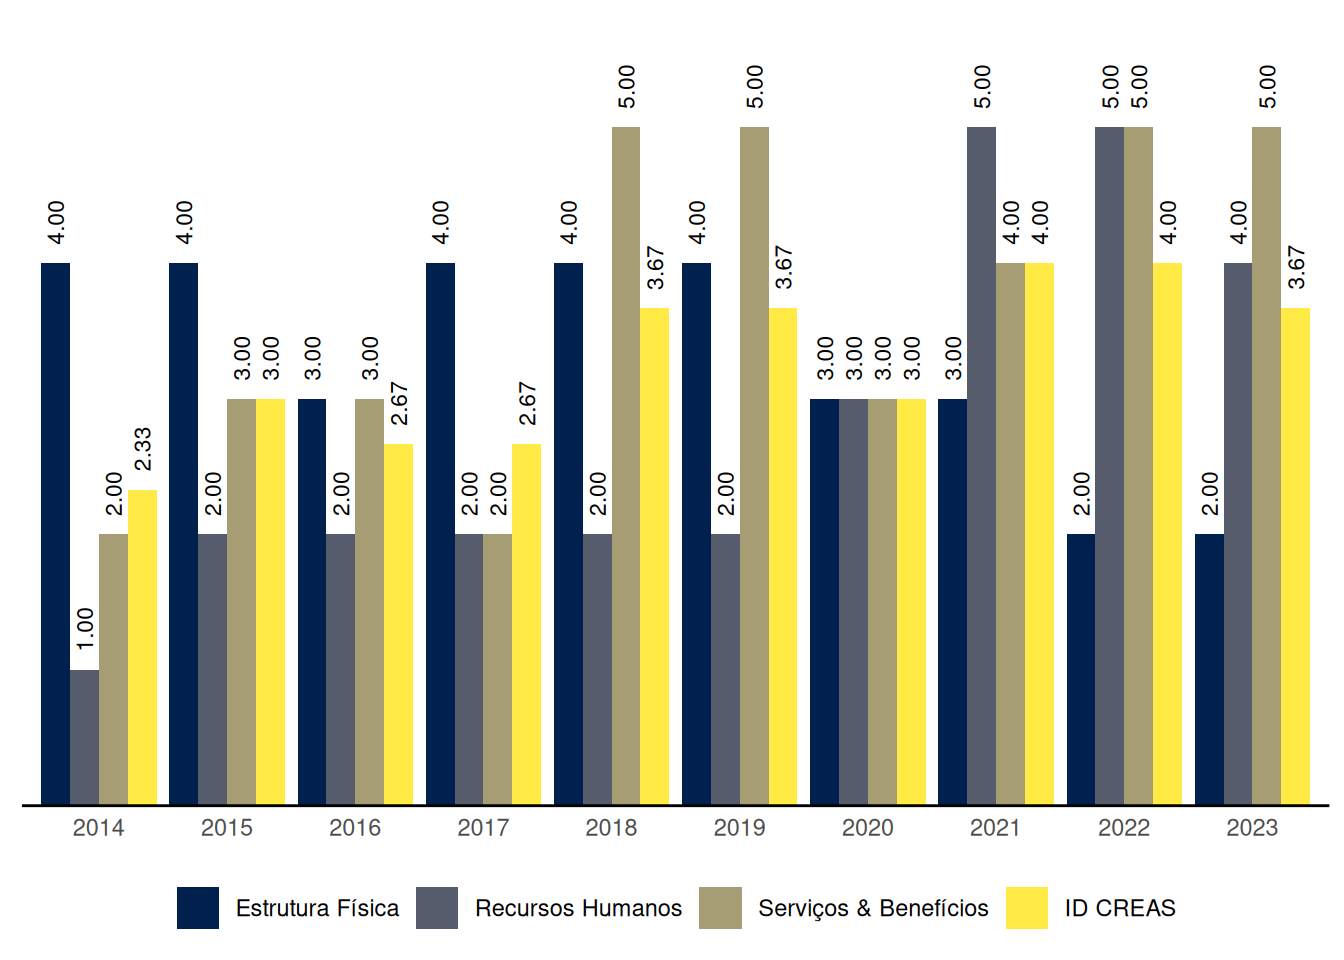 4.00 1.00 2.00 2.33 4.00 2.00 3.00 3.00 3.00 2.00 3.00 2.67 4.00 2.00 2.00 2.67 4.00 2.00 5.00 3.67 4.00 2.00 5.00 3.67 3.00 3.00 3.00 3.00 3.00 5.00 4.00 4.00 2.00 5.00 5.00 4.00 2.00 4.00 5.00 3.67
2014 2015 2016 2017 2018 2019 2020 2021 2022 2023
Estrutura Física Recursos Humanos Serviços & Benefícios ID CREAS